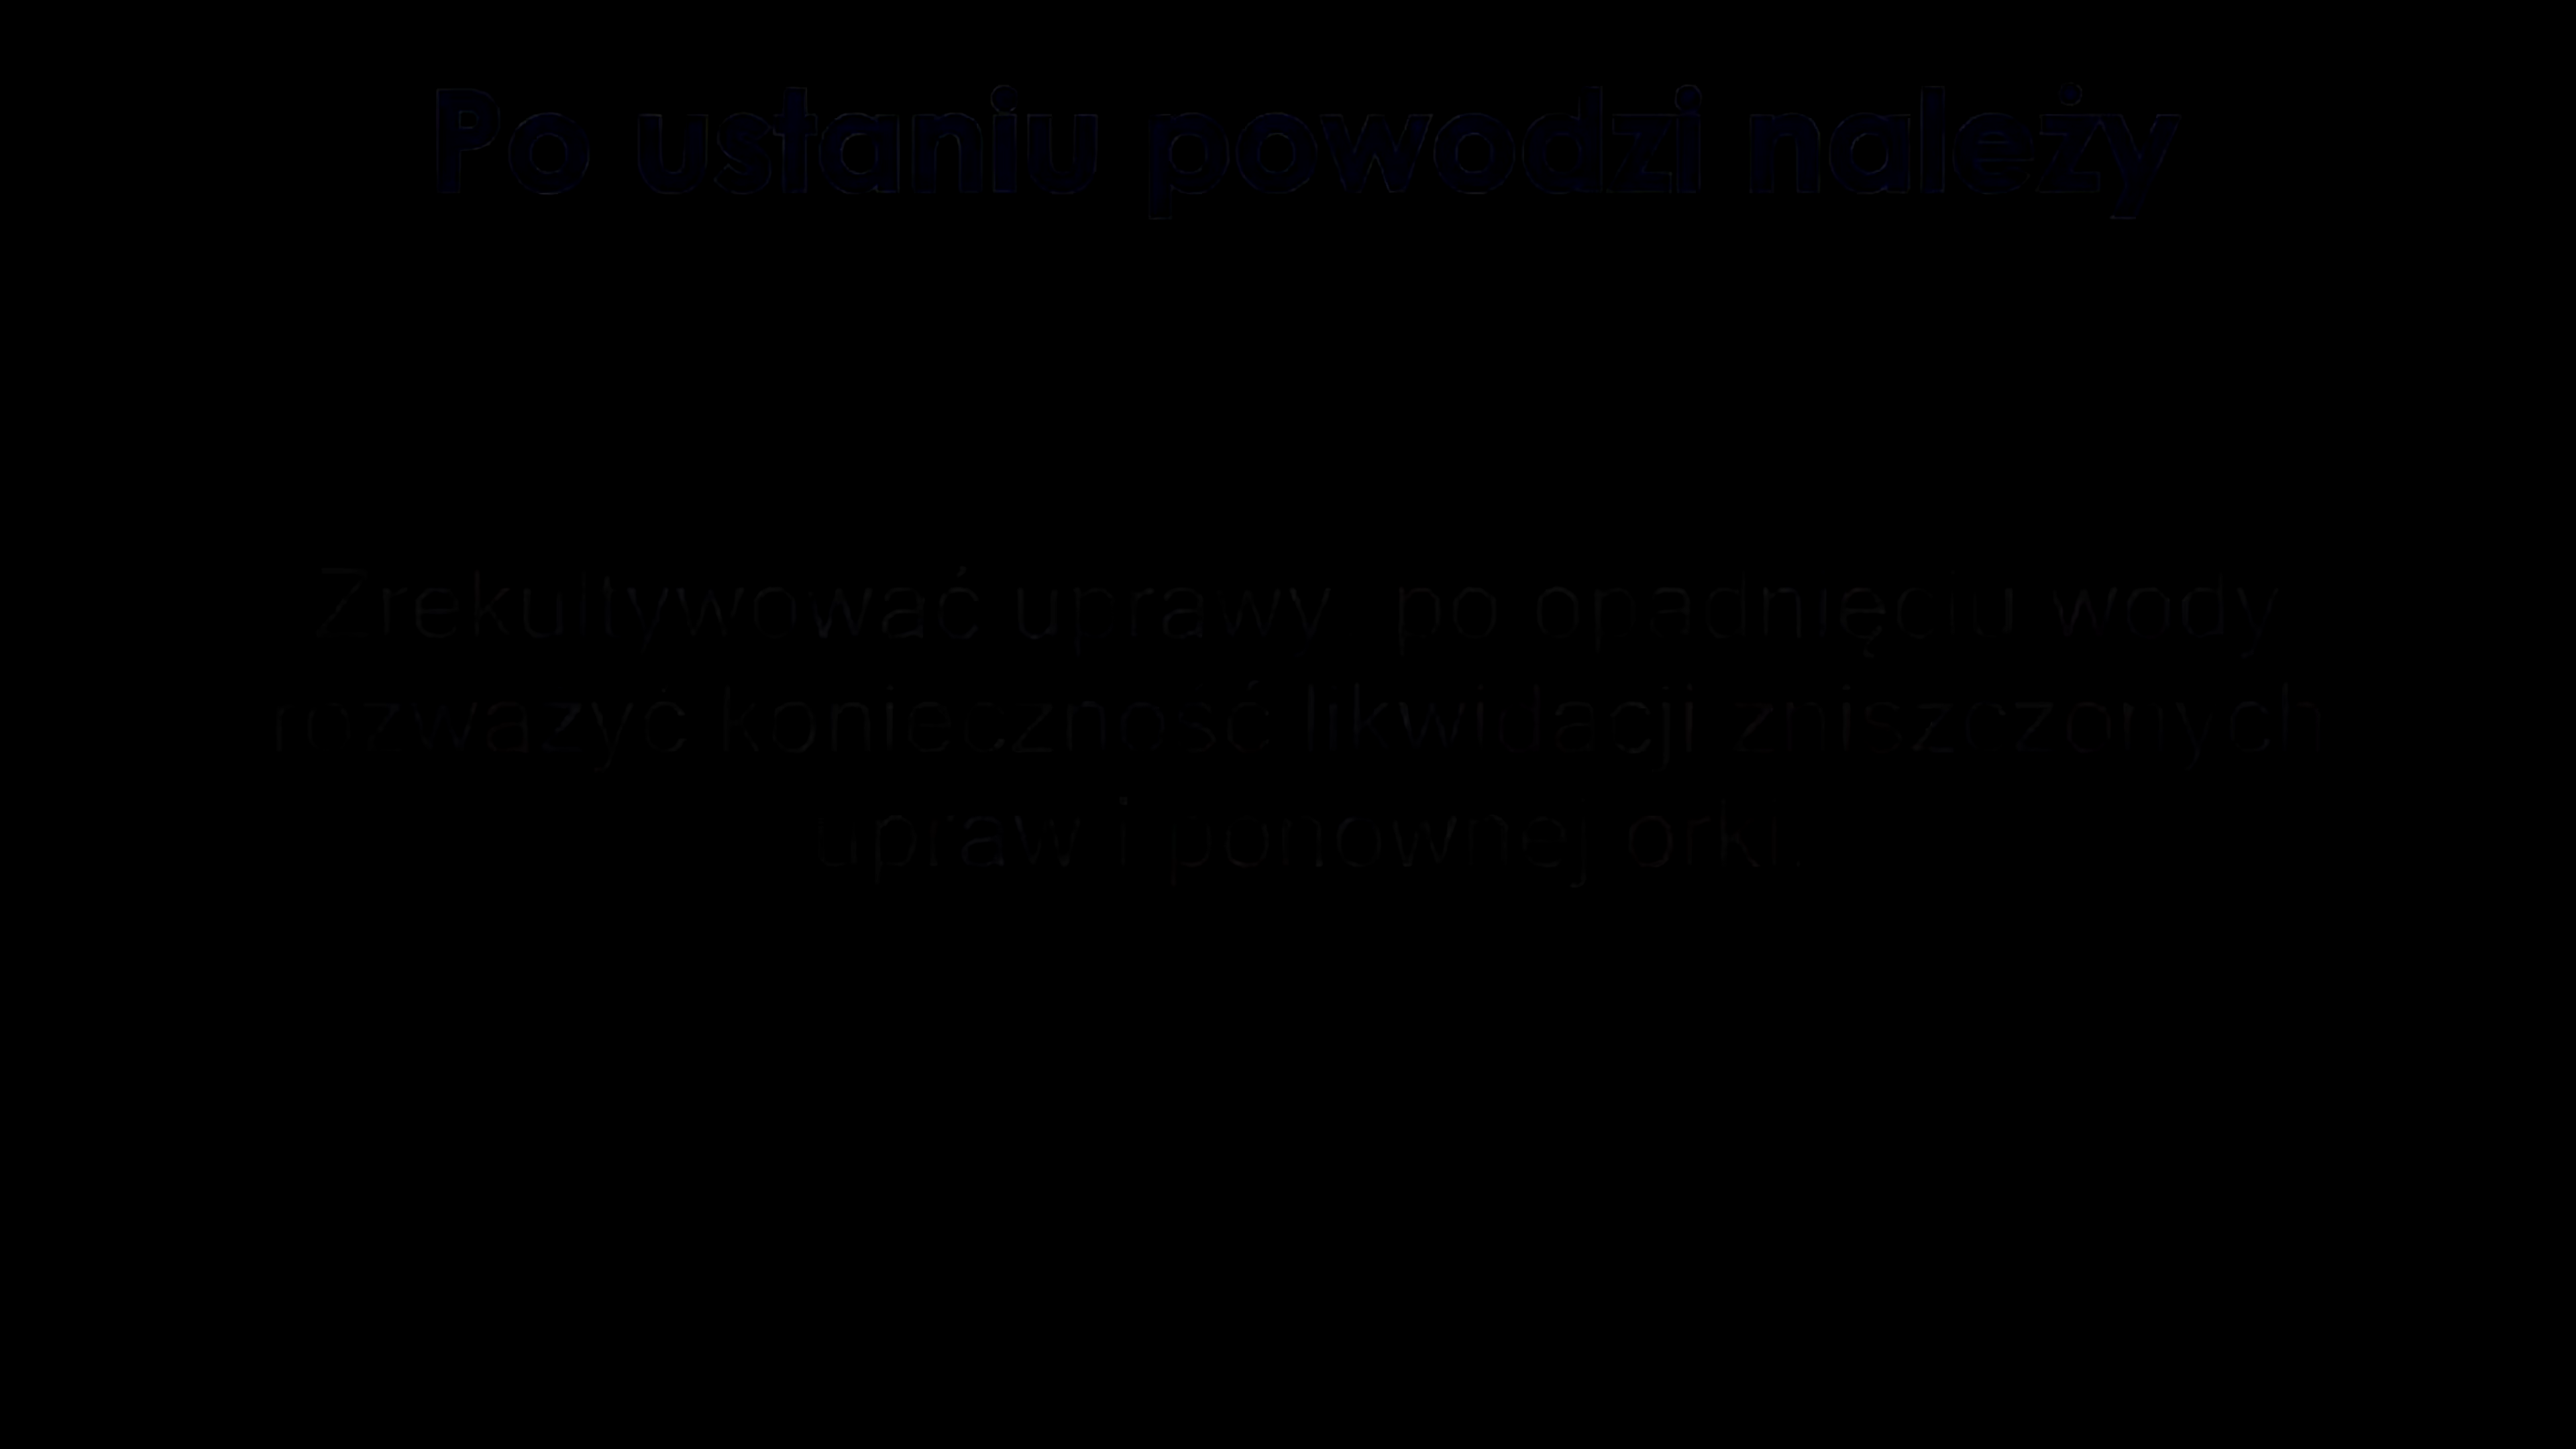 Po ustaniu powodzi należy
Zrekultywować uprawy, po opadnięciu wody
rozważyć konieczność likwidacji zniszczonych
upraw i ponownej orki.